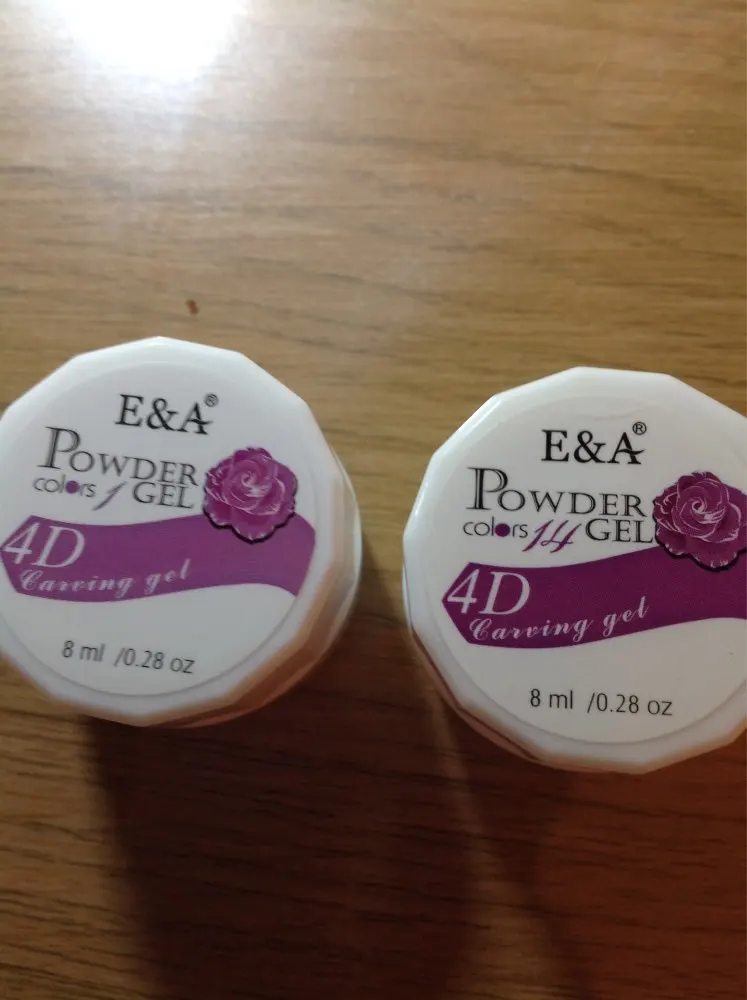 E&A®
POWDER
colors 1 GEL
4D
Carving gel
8 ml /0.28 oz
E&A®
POWDER
colors 14 GEL
4D
Carving gel
8 ml /0.28 oz